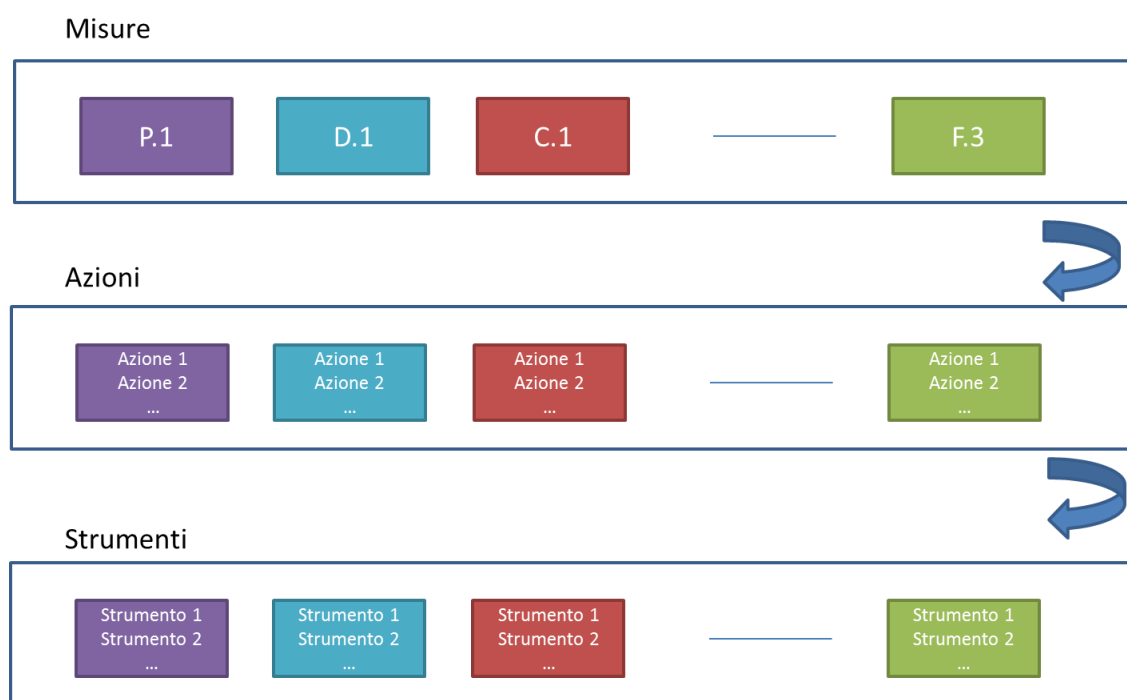 Misure
P.1
D.1
C.1
F.3
Azioni
Azione 1
Azione 2
...
Azione 1
Azione 2
...
Azione 1
Azione 2
...
Azione 1
Azione 2
...
Strumenti
Strumento 1
Strumento 2
...
Strumento 1
Strumento 2
...
Strumento 1
Strumento 2
...
Strumento 1
Strumento 2
...